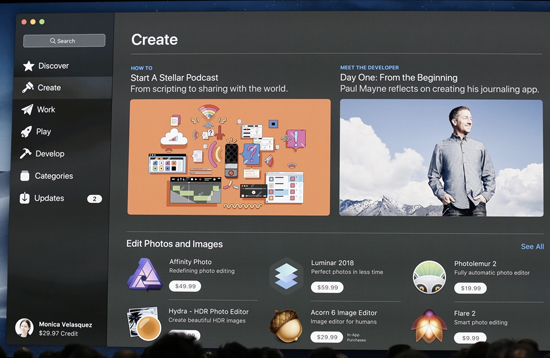 Search
Discover
Create
Work
Play
Develop
Categories
Updates 2
Monica Velasquez
$29.97 Credit
Create
HOW TO
Start A Stellar Podcast
From scripting to sharing with the world.
MEET THE DEVELOPER
Day One: From the Beginning
Paul Mayne reflects on creating his journaling app.
Edit Photos and Images
See All
Affinity Photo
Redefining photo editing
$49.99
Luminar 2018
Perfect photos in less time
$59.99
Photolemur 2
Fully automatic photo editor
$19.99
Hydra - HDR Photo Editor
Create beautiful HDR images
Acorn 6 Image Editor
Image editor for humans
$29.99
In-App
Purchases
Flare 2
Smart photo editing
$9.99